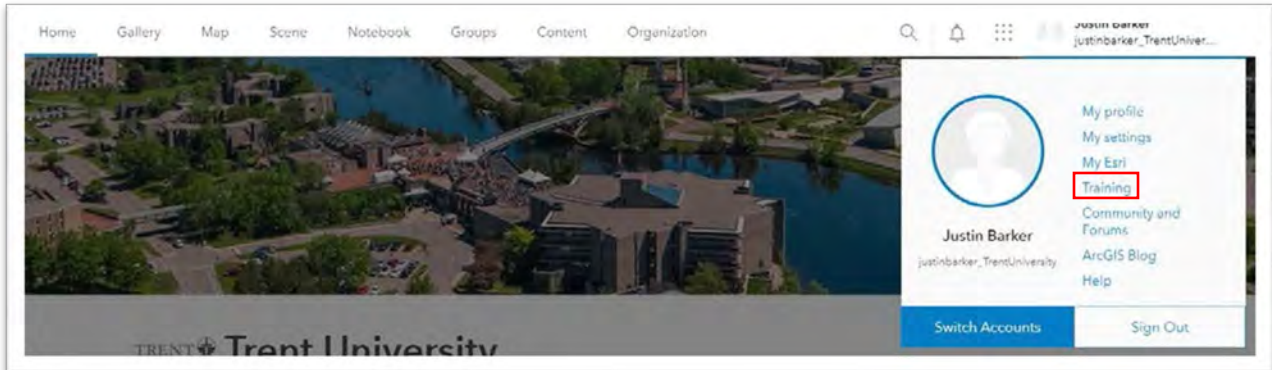 Home Gallery Map Scene Notebook Groups Content Organization
Justin Barker
justinbarker_TrentUniver...
My profile
My settings
My Esri
Training
Community and
Forums
ArcGIS Blog
Help
Justin Barker
justinbarker_TrentUniversity
Switch Accounts Sign Out
TRENT Trent University